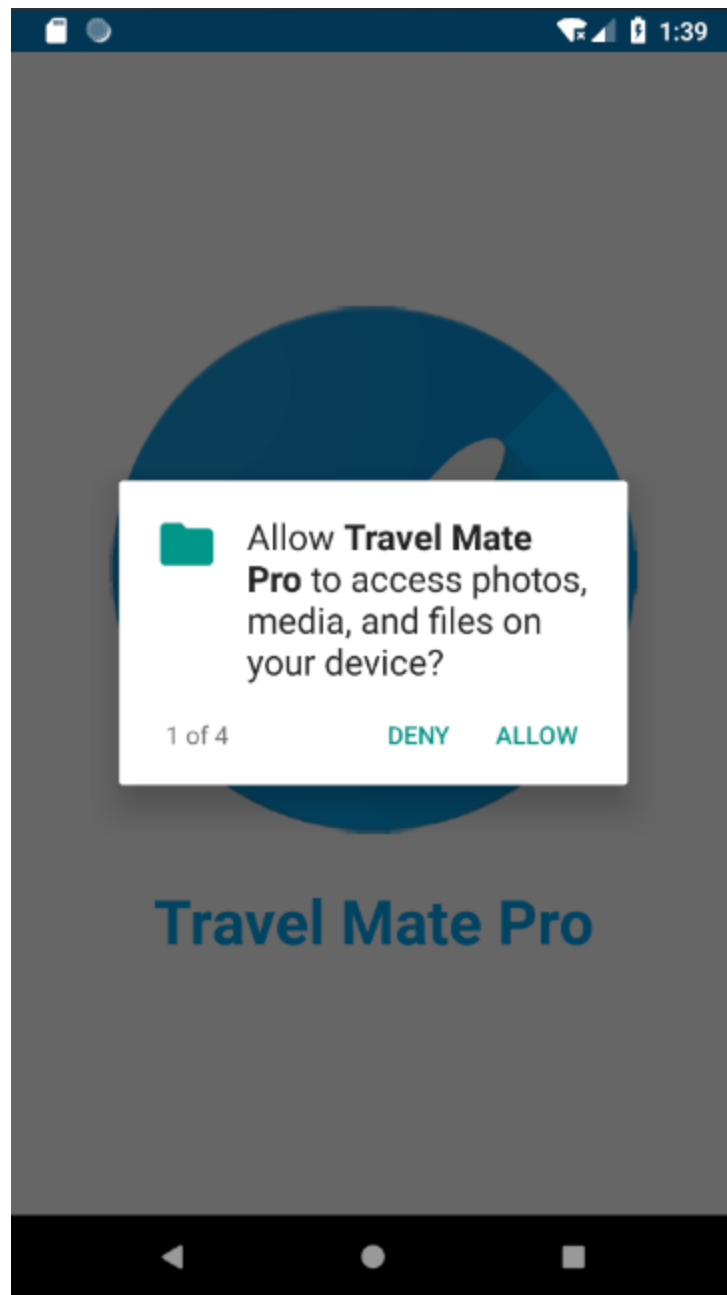 1:39
Allow Travel Mate
Pro to access photos,
media, and files on
your device?
1 of 4 DENY ALLOW
Travel Mate Pro